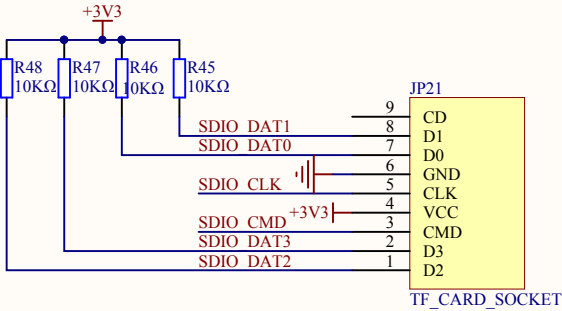 +3V3
R48 R47 R46 R45
10KΩ 10KΩ 10KΩ 10KΩ
JP21
9 CD
SDIO_DAT1 8 D1
SDIO_DAT0 7 D0
6 GND
SDIO_CLK 5 CLK
+3V3 4 VCC
SDIO_CMD 3 CMD
SDIO_DAT3 2 D3
SDIO_DAT2 1 D2
TF_CARD_SOCKET